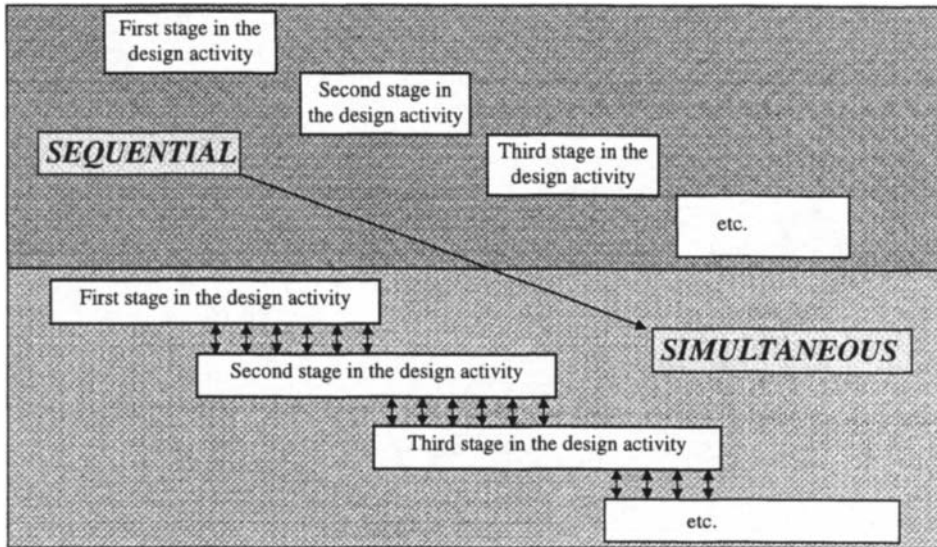 First stage in the
design activity
Second stage in
the design activity
SEQUENTIAL
Third stage in the
design activity
etc.
First stage in the design activity
SIMULTANEOUS
Second stage in the design activity
Third stage in the design activity
etc.